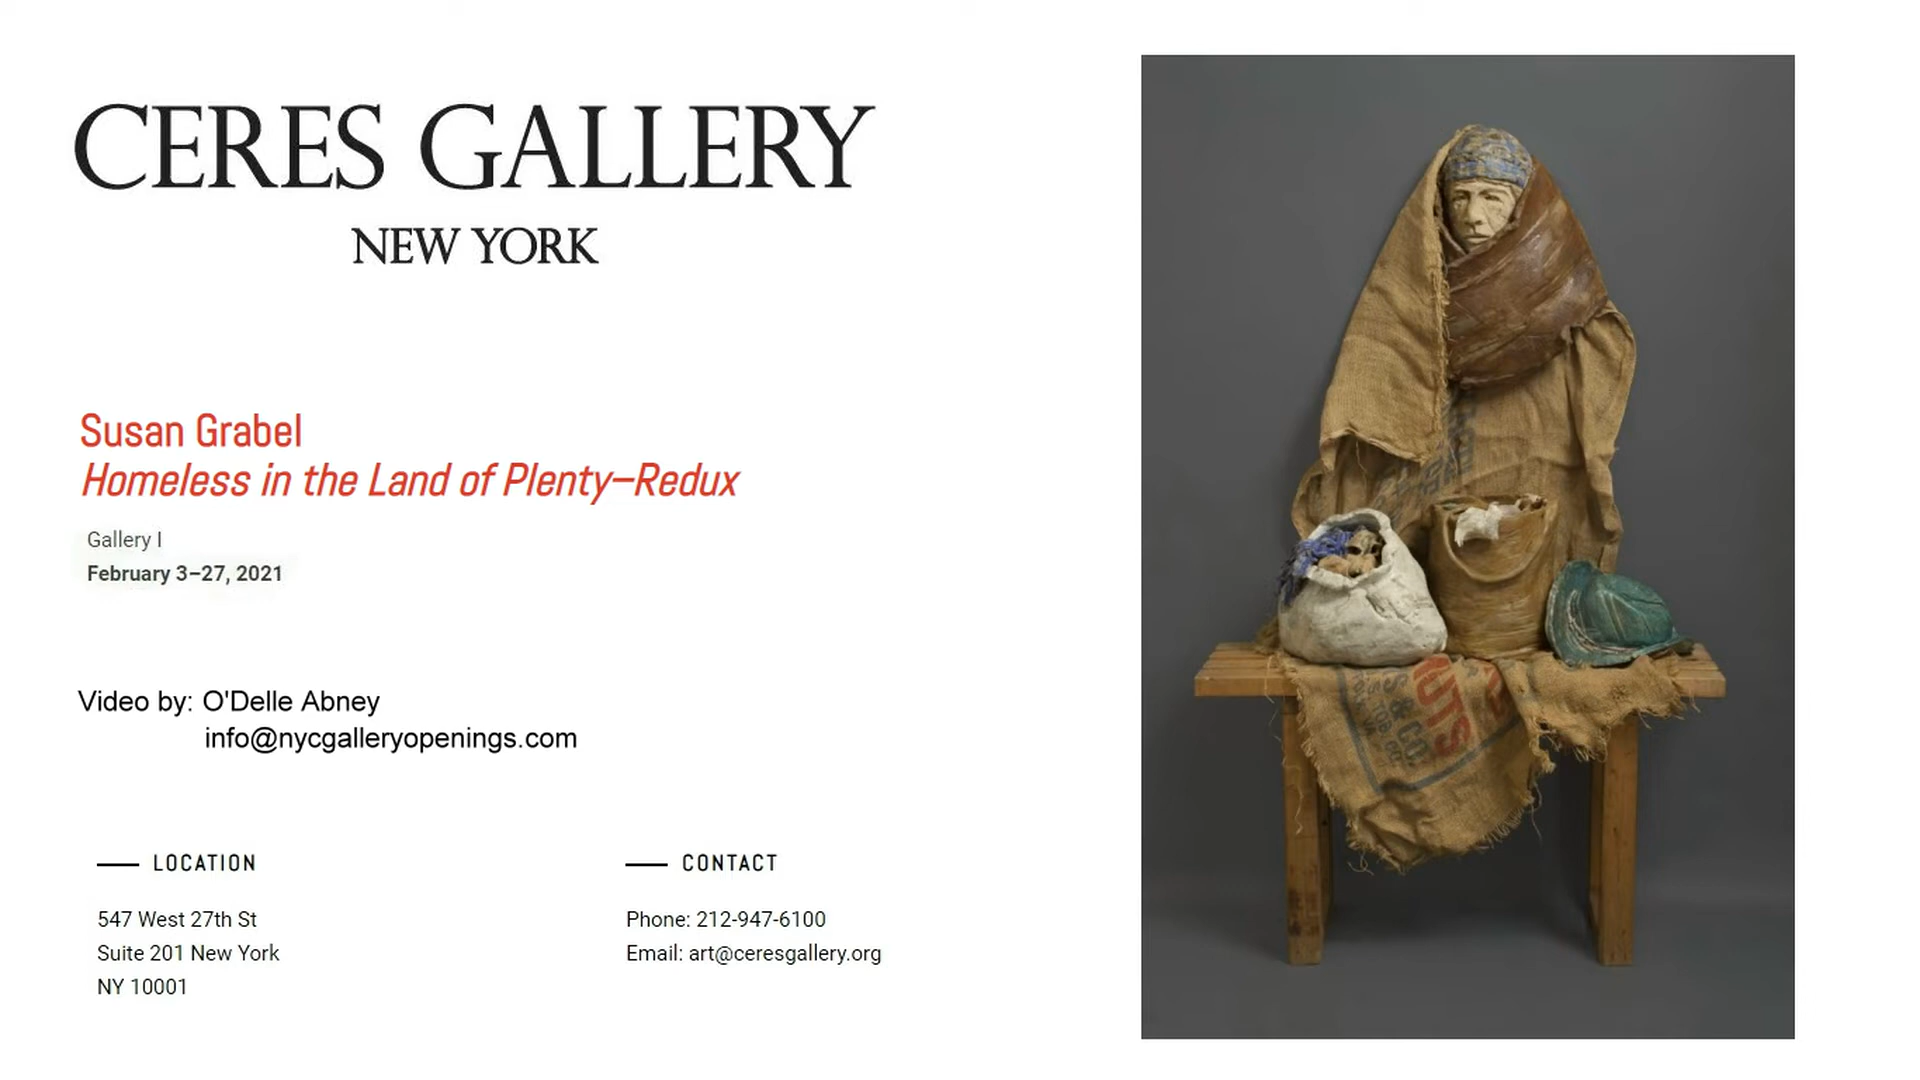 CERES GALLERY
NEW YORK
Susan Grabel
Homeless in the Land of Plenty–Redux
Gallery I
February 3–27, 2021
Video by: O'Delle Abney
info@nycgalleryopenings.com
LOCATION
547 West 27th St
Suite 201 New York
NY 10001
CONTACT
Phone: 212-947-6100
Email: art@ceresgallery.org